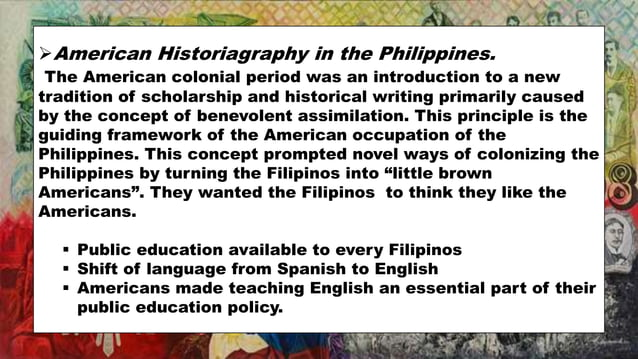 ➢American Historiagraphy in the Philippines.
The American colonial period was an introduction to a new
tradition of scholarship and historical writing primarily caused
by the concept of benevolent assimilation. This principle is the
guiding framework of the American occupation of the
Philippines. This concept prompted novel ways of colonizing the
Philippines by turning the Filipinos into “little brown
Americans”. They wanted the Filipinos to think they like the
Americans.
▪ Public education available to every Filipinos
▪ Shift of language from Spanish to English
▪ Americans made teaching English an essential part of their
public education policy.